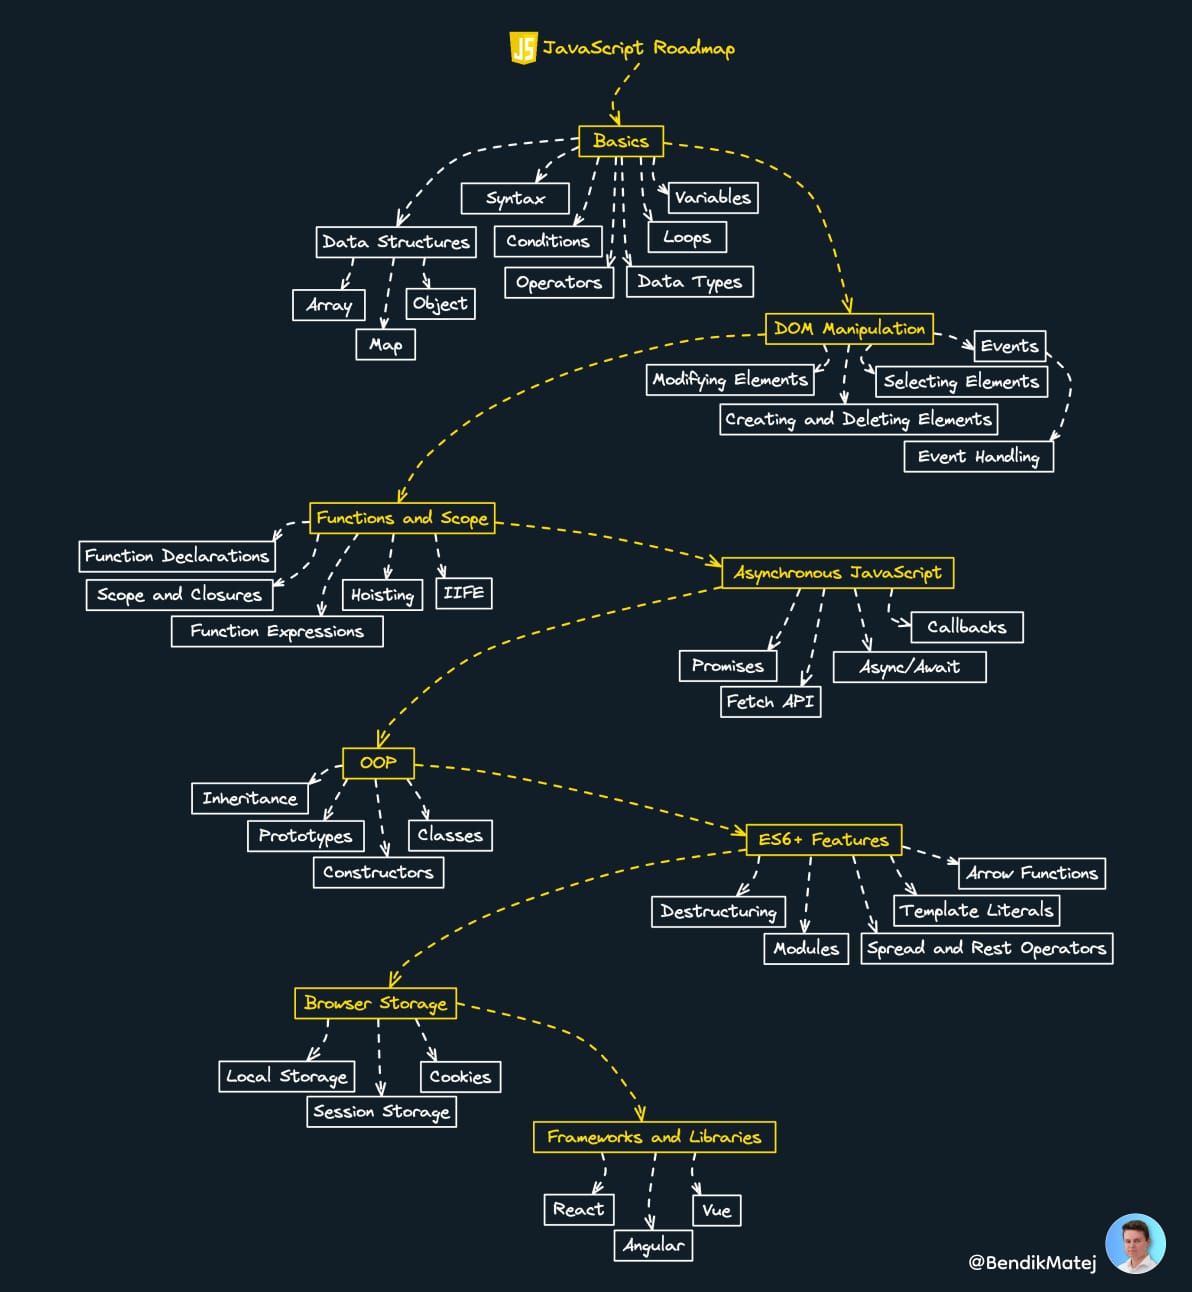 JS JavaScript Roadmap
Basics
Syntax
Variables
Data Structures
Conditions
Loops
Operators
Data Types
Array
Object
Map
DOM Manipulation
Events
Modifying Elements
Selecting Elements
Creating and Deleting Elements
Event Handling
Functions and Scope
Function Declarations
Scope and Closures
Hoisting
IIFE
Function Expressions
Asynchronous JavaScript
Callbacks
Promises
Async/Await
Fetch API
OOP
Inheritance
Prototypes
Classes
Constructors
ES6+ Features
Arrow Functions
Destructuring
Template Literals
Modules
Spread and Rest Operators
Browser Storage
Local Storage
Cookies
Session Storage
Frameworks and Libraries
React
Vue
Angular
@BendikMatej